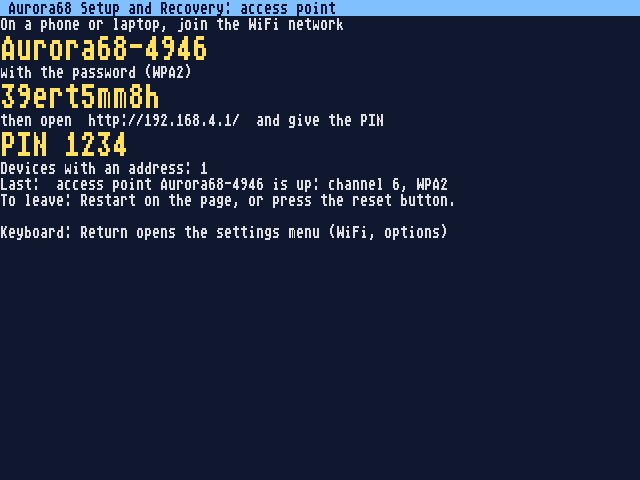 Aurora68 Setup and Recovery: access point
On a phone or laptop, join the WiFi network
Aurora68-4946
with the password (WPA2)
39ert5mm8h
then open  http://192.168.4.1/  and give the PIN
PIN 1234
Devices with an address: 1
Last:  access point Aurora68-4946 is up: channel 6, WPA2
To leave: Restart on the page, or press the reset button.
Keyboard: Return opens the settings menu (WiFi, options)